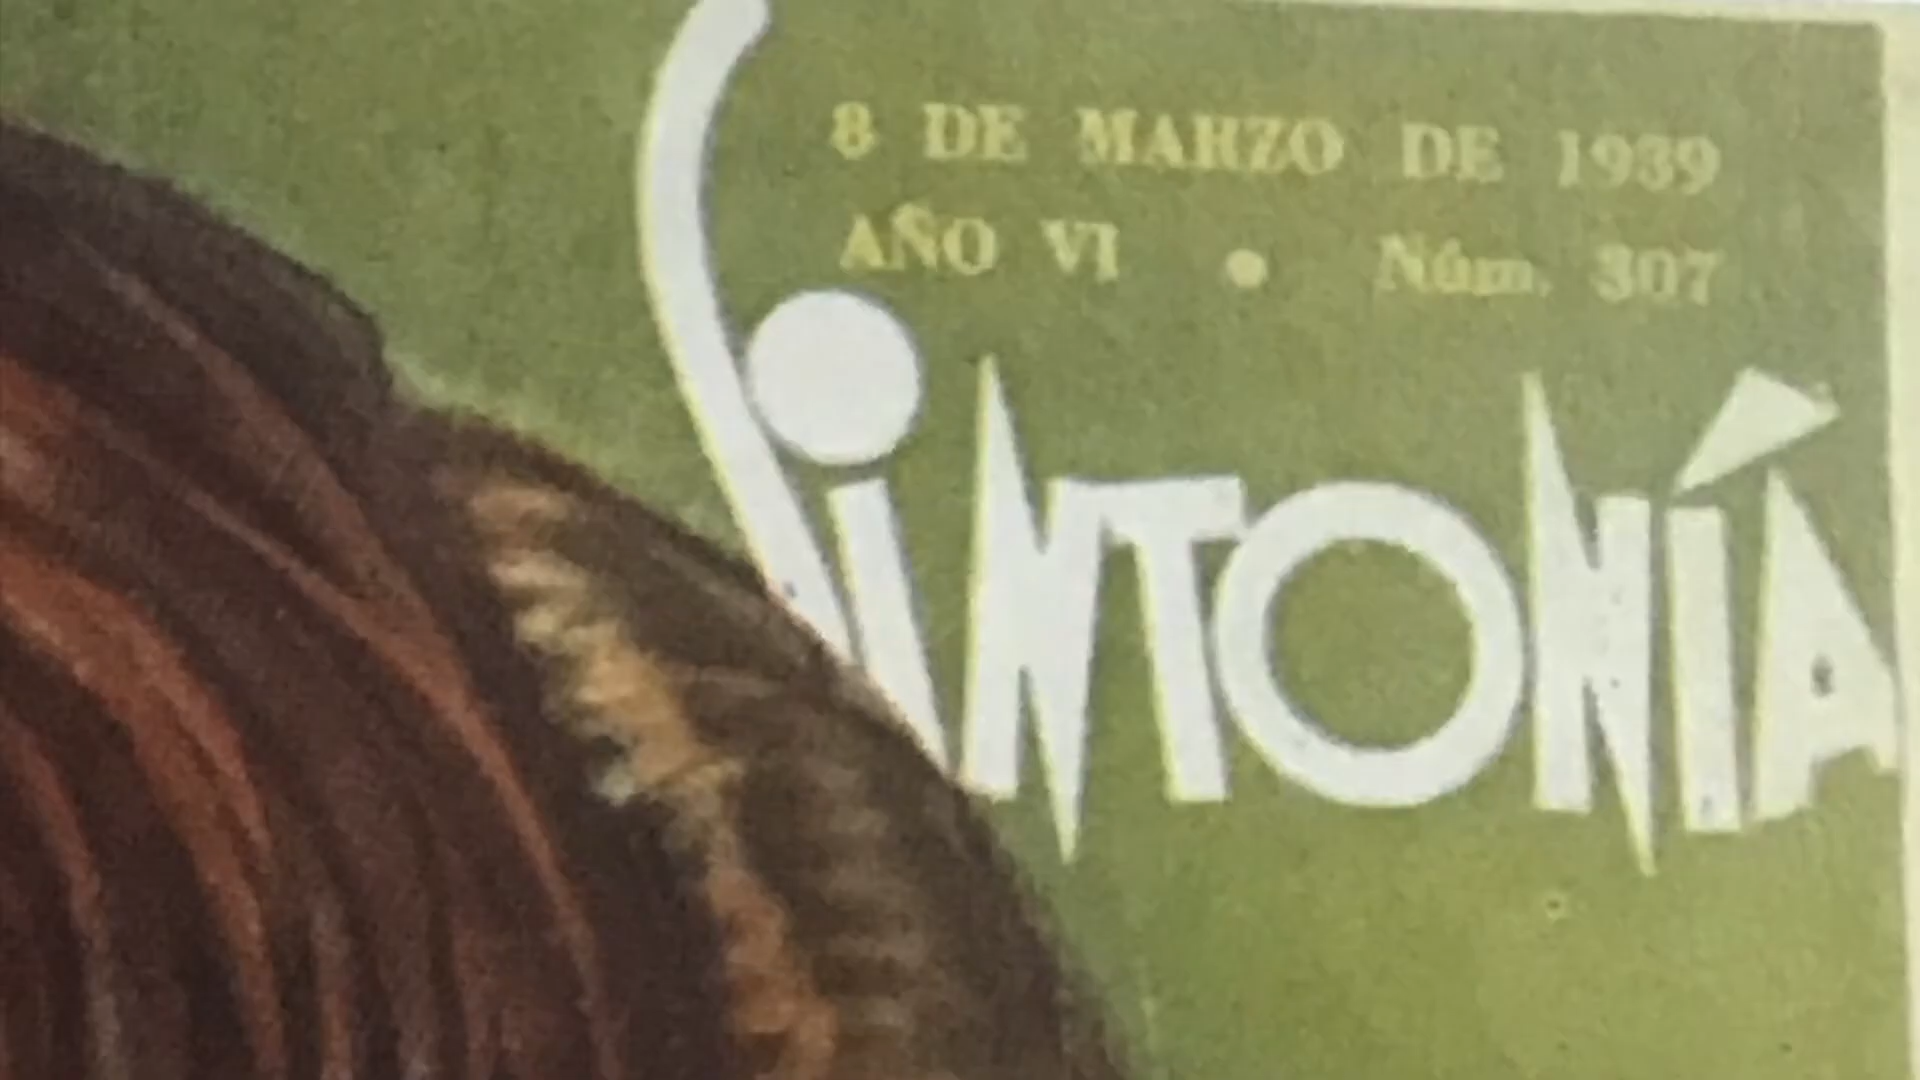 8 DE MARZO DE 1939
AÑO VI • Núm. 307
SINTONÍA